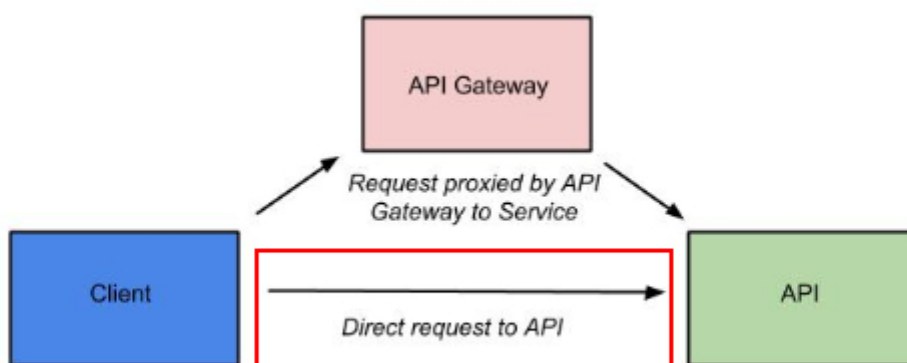 API Gateway
Request proxied by API
Gateway to Service
Client
Direct request to API
API